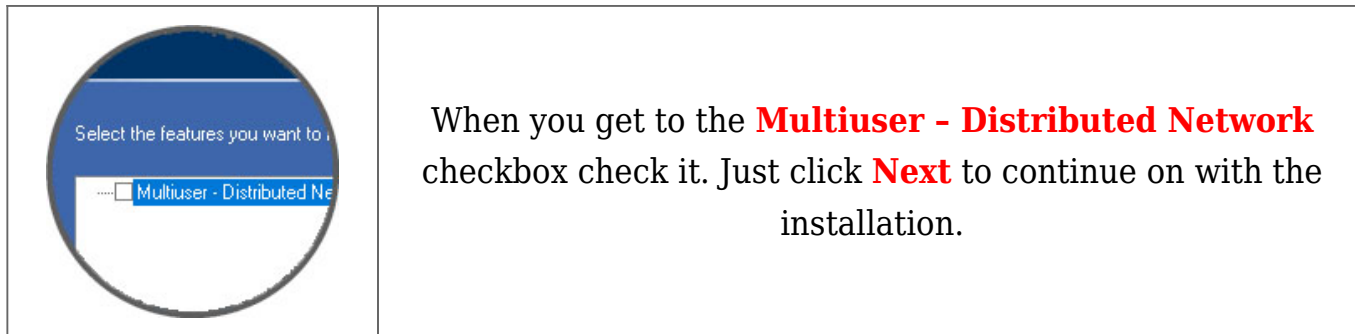 Select the features you want to
Multiuser - Distributed Ne
When you get to the Multiuser – Distributed Network
checkbox check it. Just click Next to continue on with the
installation.